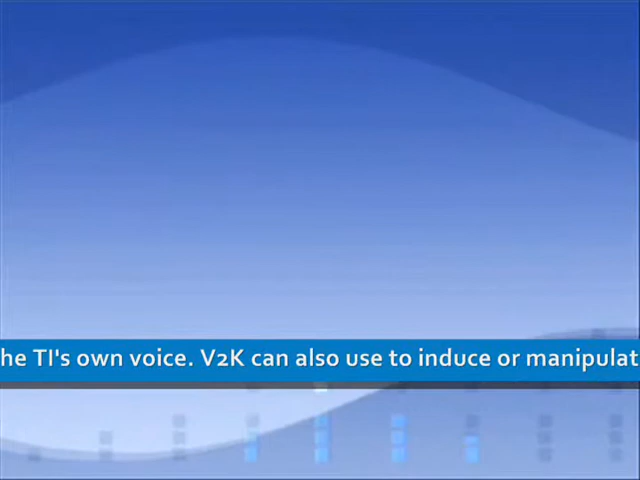 he TI's own voice. V2K can also use to induce or manipulat